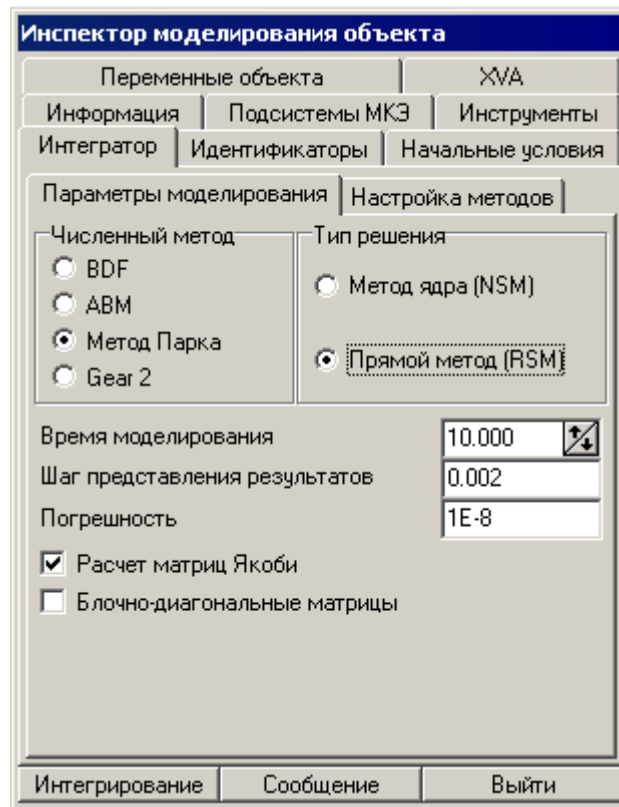 Инспектор моделирования объекта
Переменные объекта XVA
Информация Подсистемы МКЭ Инструменты
Интегратор Идентификаторы Начальные условия
Параметры моделирования Настройка методов
Численный метод Тип решения
BDF
Метод ядра (NSM)
ABM
Метод Парка
Прямой метод (RSM)
Gear 2
Время моделирования 10.000
Шаг представления результатов 0.002
Погрешность 1E-8
Расчет матриц Якоби
Блочно-диагональные матрицы
Интегрирование Сообщение Выйти